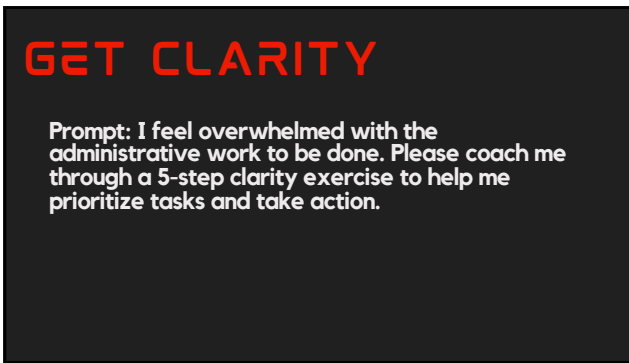 GET CLARITY
Prompt: I feel overwhelmed with the
administrative work to be done. Please coach me
through a 5-step clarity exercise to help me
prioritize tasks and take action.